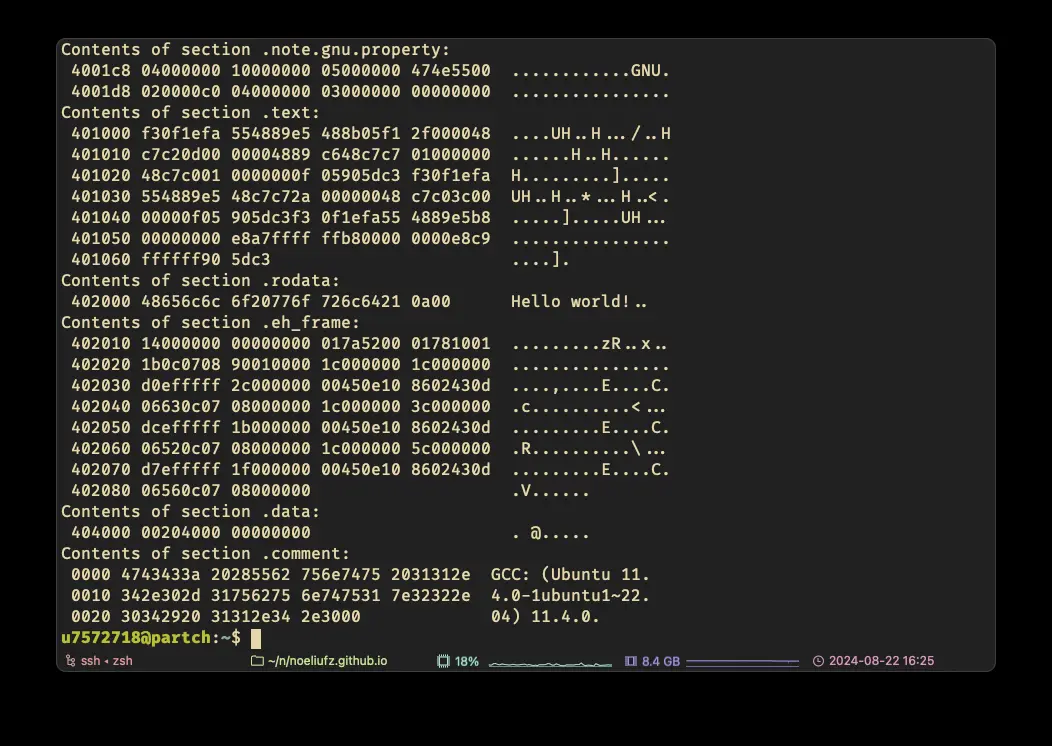 Contents of section .note.gnu.property:
 4001c8 04000000 10000000 05000000 474e5500  ............GNU.
 4001d8 020000c0 04000000 03000000 00000000  ................
Contents of section .text:
 401000 f30f1efa 554889e5 488b05f1 2f000048  ....UH..H.../..H
 401010 c7c20d00 00004889 c648c7c7 01000000  ......H..H......
 401020 48c7c001 0000000f 05905dc3 f30f1efa  H.........].....
 401030 554889e5 48c7c72a 00000048 c7c03c00  UH..H..*...H..<.
 401040 00000f05 905dc3f3 0f1efa55 4889e5b8  .....].....UH...
 401050 00000000 e8a7ffff ffb80000 0000e8c9  ................
 401060 ffffff90 5dc3                        ....].
Contents of section .rodata:
 402000 48656c6c 6f20776f 726c6421 0a00      Hello world!..
Contents of section .eh_frame:
 402010 14000000 00000000 017a5200 01781001  .........zR..x..
 402020 1b0c0708 90010000 1c000000 1c000000  ................
 402030 d0efffff 2c000000 00450e10 8602430d  ....,....E....C.
 402040 06630c07 08000000 1c000000 3c000000  .c..........<...
 402050 dcefffff 1b000000 00450e10 8602430d  .........E....C.
 402060 06520c07 08000000 1c000000 5c000000  .R..........\...
 402070 d7efffff 1f000000 00450e10 8602430d  .........E....C.
 402080 06560c07 08000000                    .V......
Contents of section .data:
 404000 00204000 00000000                    . @.....
Contents of section .comment:
 0000 4743433a 20285562 756e7475 2031312e  GCC: (Ubuntu 11.
 0010 342e302d 31756275 6e747531 7e32322e  4.0-1ubuntu1~22.
 0020 30342920 31312e34 2e3000             04) 11.4.0.
u7572718@partch:~$
ssh • zsh ~/n/noeliufz.github.io 18% 8.4 GB 2024-08-22 16:25